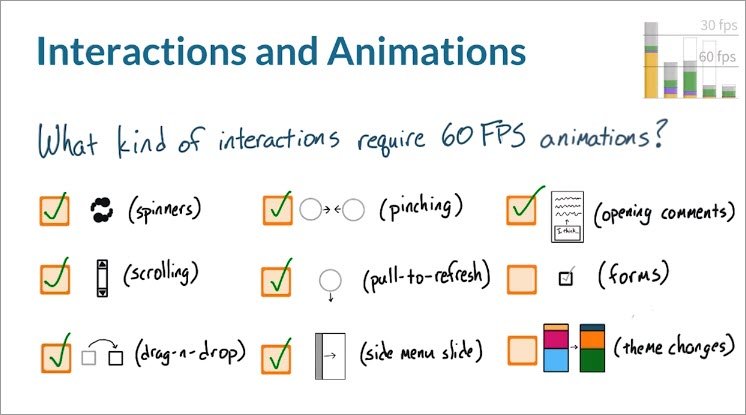 Interactions and Animations
30 fps
60 fps
What kind of interactions require 60 FPS animations?
(spinners)
(pinching)
(opening comments)
I think..
(scrolling)
(pull-to-refresh)
(forms)
(drag-n-drop)
(side menu slide)
(theme changes)